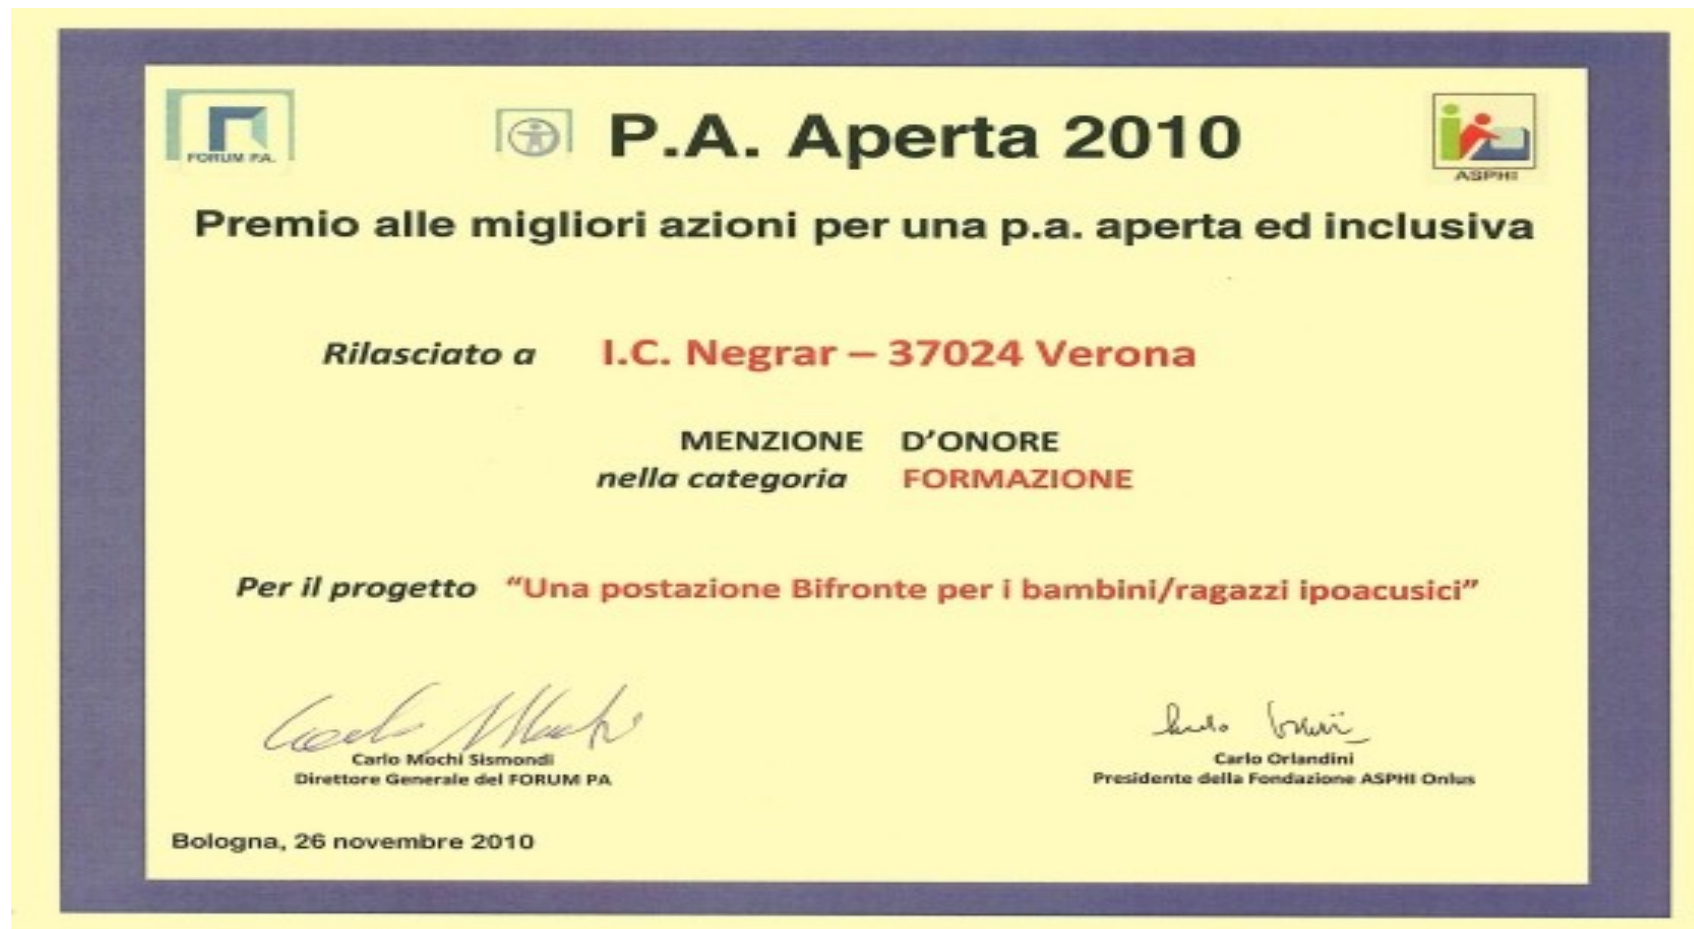 FORUM P.A.
P.A. Aperta 2010
ASPHI
Premio alle migliori azioni per una p.a. aperta ed inclusiva
Rilasciato a I.C. Negrar – 37024 Verona
MENZIONE D’ONORE
nella categoria FORMAZIONE
Per il progetto “Una postazione Bifronte per i bambini/ragazzi ipoacusici”
Carlo Mochi Sismondi
Direttore Generale del FORUM PA
Carlo Orlandini
Presidente della Fondazione ASPHI Onlus
Bologna, 26 novembre 2010